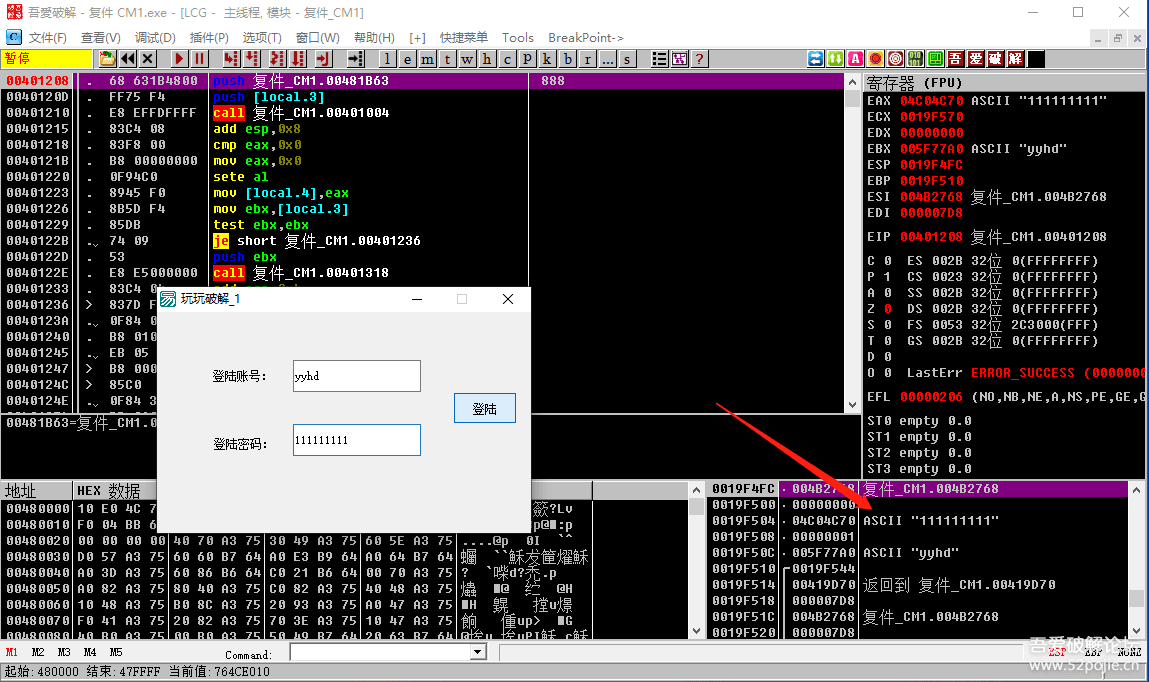 吾爱破解 - 复件 CM1.exe - [LCG - 主线程, 模块 - 复件_CM1]
文件(F) 查看(V) 调试(D) 插件(P) 选项(T) 窗口(W) 帮助(H) [+] 快捷菜单 Tools BreakPoint->
暂停 l e m t w h c p k b r ... s ? 吾 爱 破 解
00401208 . 68 631B4800 push 复件_CM1.00481B63 888
0040120D . FF75 F4 push [local.3]
00401210 . E8 EFFDFFFF call 复件_CM1.00401004
00401215 . 83C4 08 add esp,0x8
00401218 . 83F8 00 cmp eax,0x0
0040121B . B8 00000000 mov eax,0x0
00401220 . 0F94C0 sete al
00401223 . 8945 F0 mov [local.4],eax
00401226 . 8B5D F4 mov ebx,[local.3]
00401229 . 85DB test ebx,ebx
0040122B . 74 09 je short 复件_CM1.00401236
0040122D . 53 push ebx
0040122E . E8 E5000000 call 复件_CM1.00401318
00401233 . 83C4
00401236 > 837D
0040123A . 0F84
00401240 . B8 010
00401245 . EB 05
00401247 > B8 000
0040124C > 85C0
0040124E . 0F84 3
00481B63=复件_CM1.0
寄存器 (FPU)
EAX 04C04C70 ASCII "111111111"
ECX 0019F570
EDX 00000000
EBX 005F77A0 ASCII "yyhd"
ESP 0019F4FC
EBP 0019F510
ESI 004B2768 复件_CM1.004B2768
EDI 000007D8
EIP 00401208 复件_CM1.00401208
C 0 ES 002B 32位 0(FFFFFFFF)
P 1 CS 0023 32位 0(FFFFFFFF)
A 0 SS 002B 32位 0(FFFFFFFF)
Z 0 DS 002B 32位 0(FFFFFFFF)
S 0 FS 0053 32位 2C3000(FFF)
T 0 GS 002B 32位 0(FFFFFFFF)
D 0
O 0 LastErr ERROR_SUCCESS (0000000
EFL 00000206 (NO,NB,NE,A,NS,PE,GE,G
ST0 empty 0.0
ST1 empty 0.0
ST2 empty 0.0
ST3 empty 0.0
玩玩破解_1
登陆账号: yyhd
登陆
登陆密码: 111111111
地址 HEX 数据
00480000 10 E0 4C 7
00480010 F0 04 BB 6
00480020 00 00 00 00 40 70 A3 75 30 49 A3 75 60 5E A3 75
00480030 D0 57 A3 75 60 60 B7 64 A0 E3 B9 64 A0 64 B7 64
00480040 A0 3D A3 75 60 86 B6 64 C0 21 B6 64 00 70 A3 75
00480050 A0 82 A3 75 80 40 A3 75 C0 82 A3 75 40 48 A3 75
00480060 10 48 A3 75 B0 8C A3 75 20 93 A3 75 A0 47 A3 75
00480070 F0 41 A3 75 20 82 A3 75 70 3E A3 75 10 47 A3 75
00480080 40 B0 A3 75 00 B0 A3 75 50 49 B7 64 20 63 B7 64
0019F4FC 004B2768 复件_CM1.004B2768
0019F500 00000000
0019F504 04C04C70 ASCII "111111111"
0019F508 00000001
0019F50C 005F77A0 ASCII "yyhd"
0019F510 0019F544
0019F514 00419D70 返回到 复件_CM1.00419D70
0019F518 000007D8
0019F51C 004B2768 复件_CM1.004B2768
0019F520 000007D8
M1 M2 M3 M4 M5 Command: ESP EBP NONE
起始: 480000 结束: 47FFFF 当前值: 764CE010
吾爱破解论坛
www.52pojie.cn